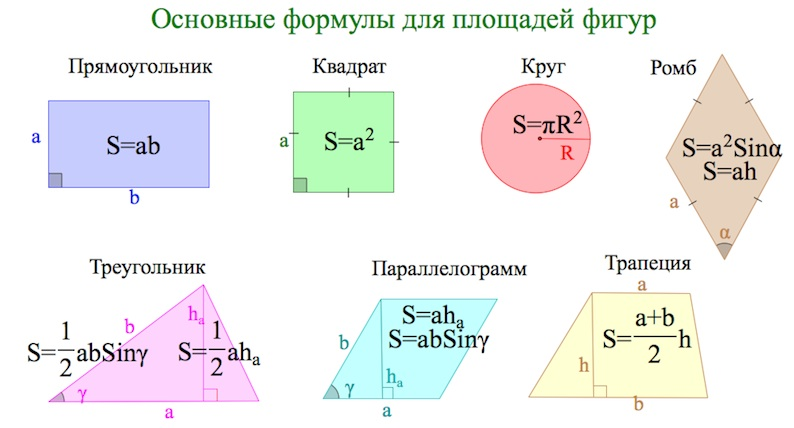 Основные формулы для площадей фигур
Прямоугольник
a
S=ab
b
Квадрат
a
S=a²
Круг
S=πR²
R
Ромб
S=a²Sinα
S=ah
a
α
Треугольник
b
hₐ
S=1/2abSinγ
S=1/2ahₐ
γ
a
Параллелограмм
S=ahₐ
S=abSinγ
b
hₐ
γ
a
Трапеция
a
S=a+b/2h
h
b